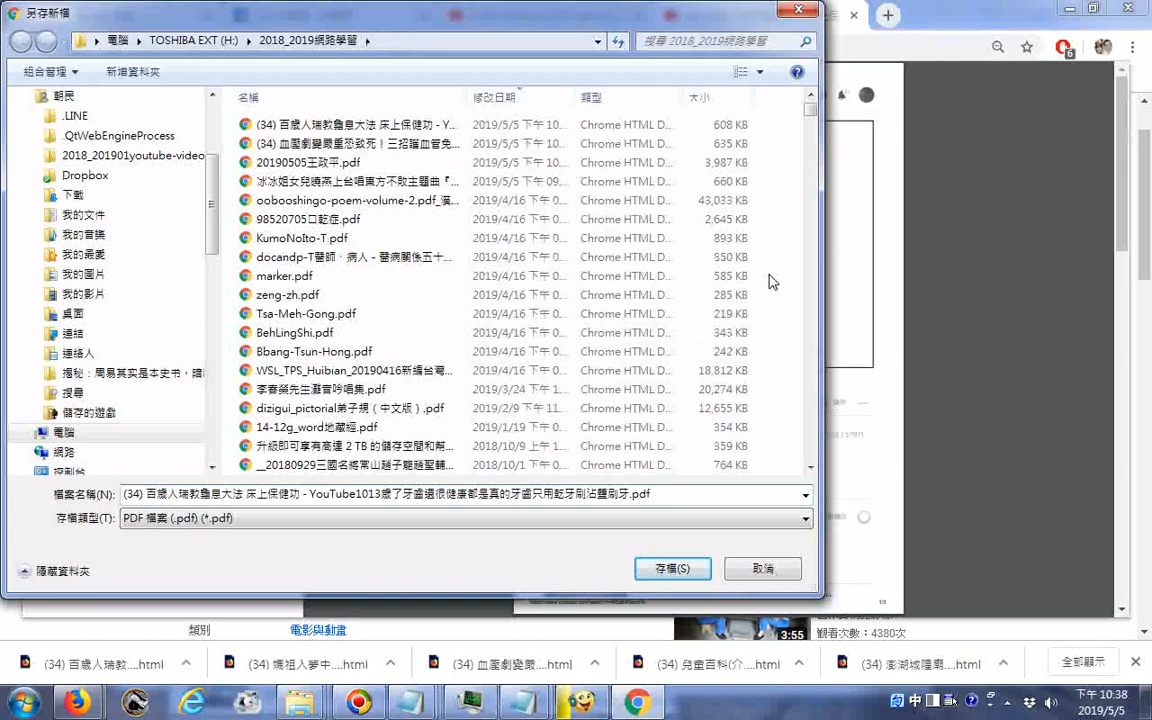 另存新檔
電腦 TOSHIBA EXT (H:) 2018_2019網路學習
搜尋 2018_2019網路學習
組合管理 新增資料夾
名稱 修改日期 類型 大小
朝民
.LINE
.QtWebEngineProcess
2018_201901youtube-video
Dropbox
下載
我的文件
我的音樂
我的最愛
我的圖片
我的影片
桌面
連結
連絡人
揭秘：周易其实是本史书，暗
搜尋
儲存的遊戲
電腦
網路
控制台
(34) 百歲人瑞教龜息大法 床上保健功 - Y... 2019/5/5 下午 10... Chrome HTML D... 608 KB
(34) 血壓劇變嚴重恐致死！三招護血管免... 2019/5/5 下午 10... Chrome HTML D... 635 KB
20190505王政平.pdf 2019/5/5 下午 10... Chrome HTML D... 3,987 KB
冰冰姐女兒曉燕上台唱東方不敗主題曲『... 2019/5/5 下午 09... Chrome HTML D... 660 KB
oobooshingo-poem-volume-2.pdf_漢... 2019/4/16 下午 0... Chrome HTML D... 43,033 KB
98520705口乾症.pdf 2019/4/16 下午 0... Chrome HTML D... 2,645 KB
KumoNoIto-T.pdf 2019/4/16 下午 0... Chrome HTML D... 893 KB
docandp-T醫師、病人 - 醫病關係五十... 2019/4/16 下午 0... Chrome HTML D... 850 KB
marker.pdf 2019/4/16 下午 0... Chrome HTML D... 585 KB
zeng-zh.pdf 2019/4/16 下午 0... Chrome HTML D... 285 KB
Tsa-Meh-Gong.pdf 2019/4/16 下午 0... Chrome HTML D... 219 KB
BehLingShi.pdf 2019/4/16 下午 0... Chrome HTML D... 343 KB
Bbang-Tsun-Hong.pdf 2019/4/16 下午 0... Chrome HTML D... 242 KB
WSL_TPS_Huibian_20190416新編台灣... 2019/4/16 下午 0... Chrome HTML D... 18,812 KB
李春榮先生灘音吟唱集.pdf 2019/3/24 下午 1... Chrome HTML D... 20,274 KB
dizigui_pictorial弟子規（中文版）.pdf 2019/2/9 下午 11... Chrome HTML D... 12,655 KB
14-12g_word地藏經.pdf 2019/1/19 下午 0... Chrome HTML D... 354 KB
升級即可享有高達 2 TB 的儲存空間和幫... 2018/10/9 上午 1... Chrome HTML D... 359 KB
__20180929三國名將常山趙子龍趙聖輔... 2018/10/1 下午 0... Chrome HTML D... 764 KB
檔案名稱(N): (34) 百歲人瑞教龜息大法 床上保健功 - YouTube1013歲了牙齒還很健康都是真的牙齒只用乾牙刷沾鹽刷牙.pdf
存檔類型(T): PDF 檔案 (.pdf) (*.pdf)
隱藏資料夾
存檔(S) 取消
6
1/3
類別 電影與動畫
3:55
觀看次數：4380次
(34) 百歲人瑞教....html
(34) 媽祖人夢中....html
(34) 血壓劇變嚴....html
(34) 兒童百科(介....html
(34) 澎湖城隍廟....html
全部顯示
中
下午 10:38
2019/5/5